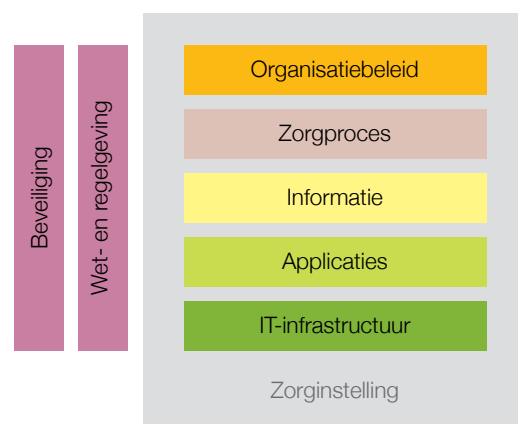 Beveiliging
Wet- en regelgeving
Organisatiebeleid
Zorgproces
Informatie
Applicaties
IT-infrastructuur
Zorginstelling